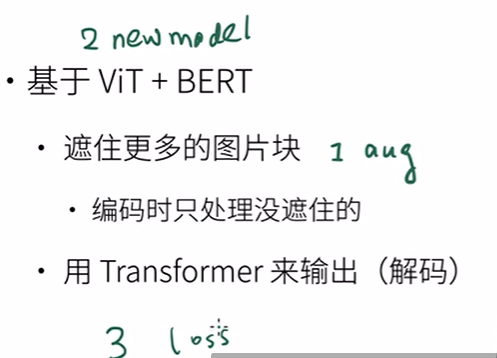 2 new model
• 基于 ViT + BERT
• 遮住更多的图片块 1 aug
• 编码时只处理没遮住的
• 用 Transformer 来输出（解码）
3 loss